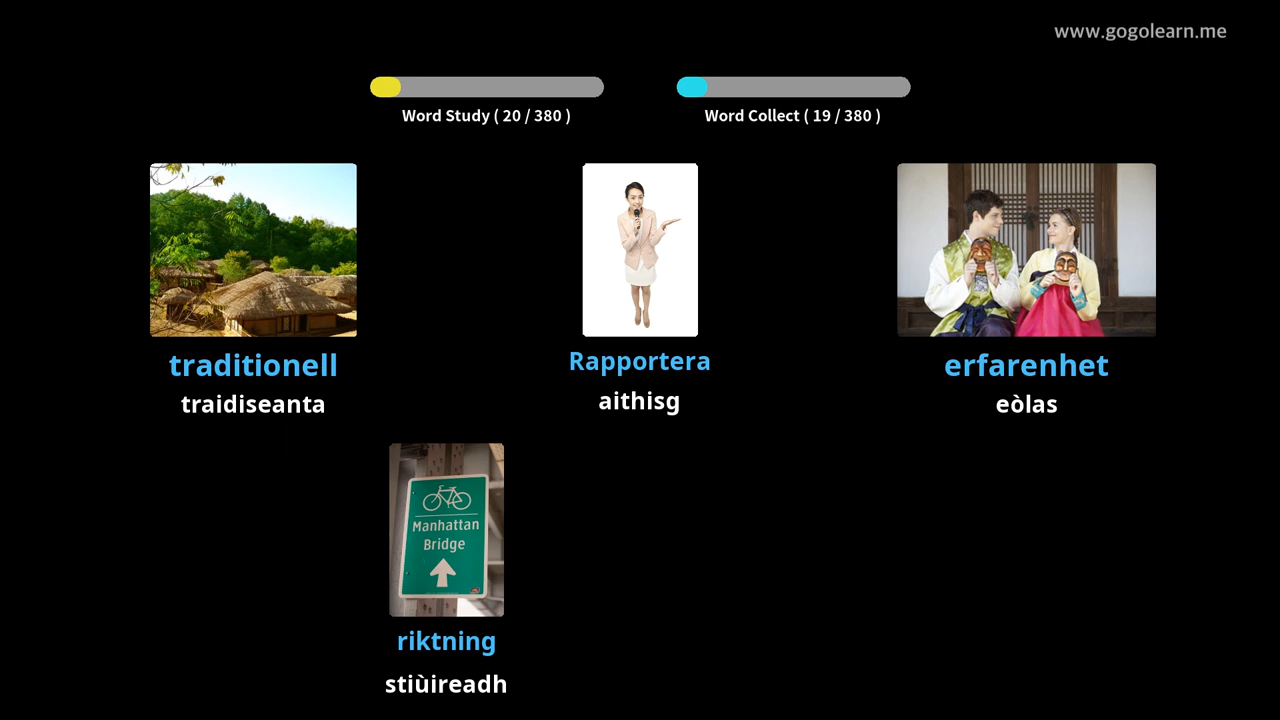 www.gogolearn.me
Word Study ( 20 / 380 )
Word Collect ( 19 / 380 )
traditionell
traidiseanta
Rapportera
aithisg
erfarenhet
eòlas
Manhattan
Bridge
riktning
stiùireadh